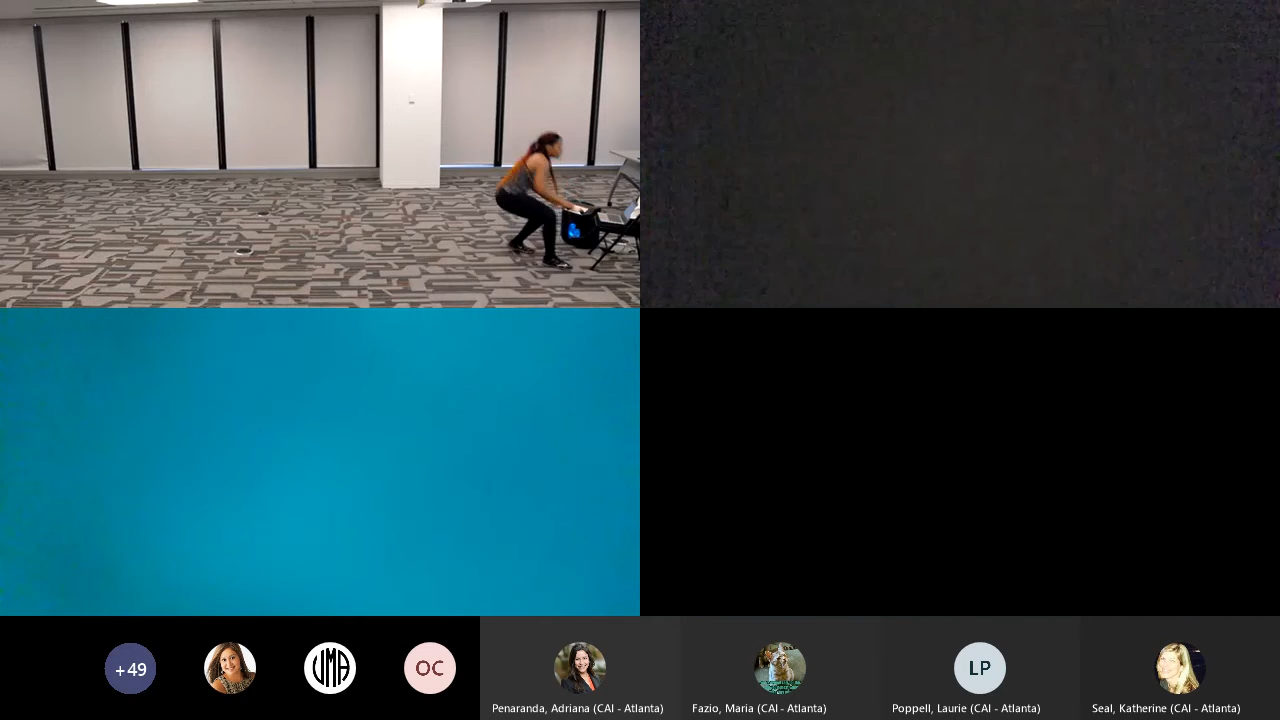 +49
UMA
OC
LP
Penaranda, Adriana (CAI - Atlanta)
Fazio, Maria (CAI - Atlanta)
Poppell, Laurie (CAI - Atlanta)
Seal, Katherine (CAI - Atlanta)